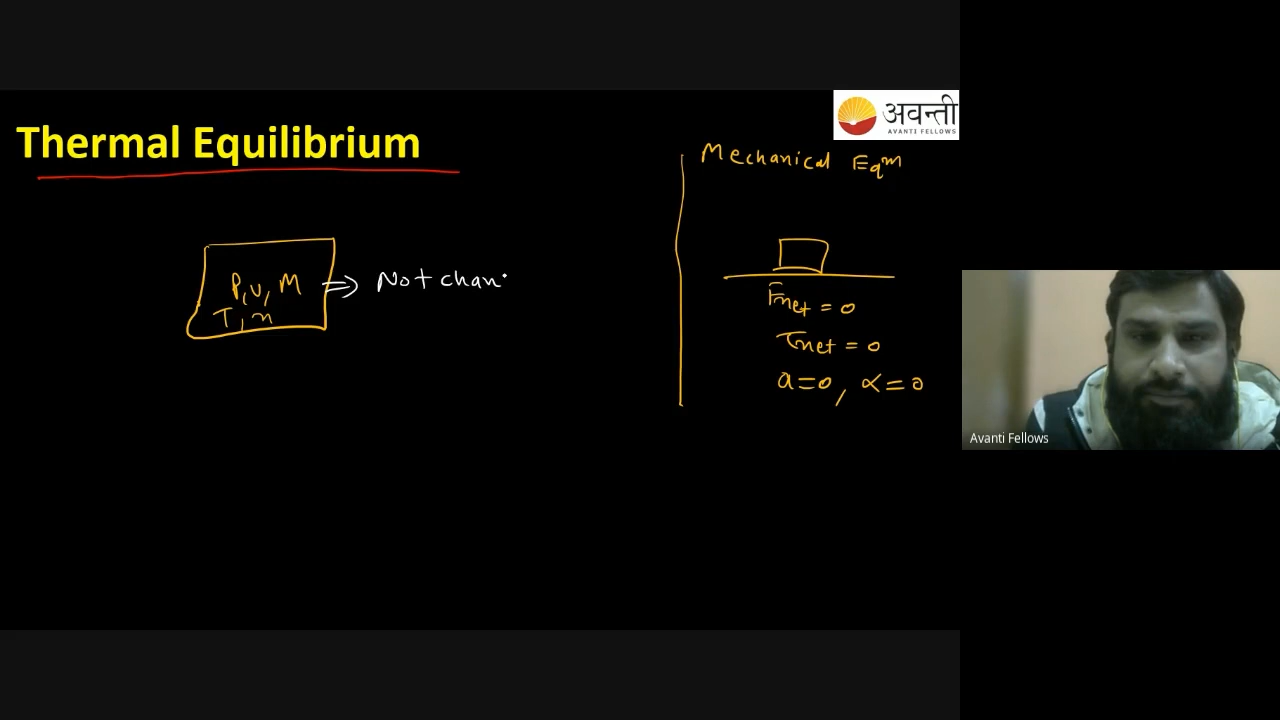 Thermal Equilibrium
अवन्ती
AVANTI FELLOWS
Mechanical Eqm
P, v, M
T, n
⇒ Not chan
Fnet = 0
τnet = 0
a=0, α=0
Avanti Fellows